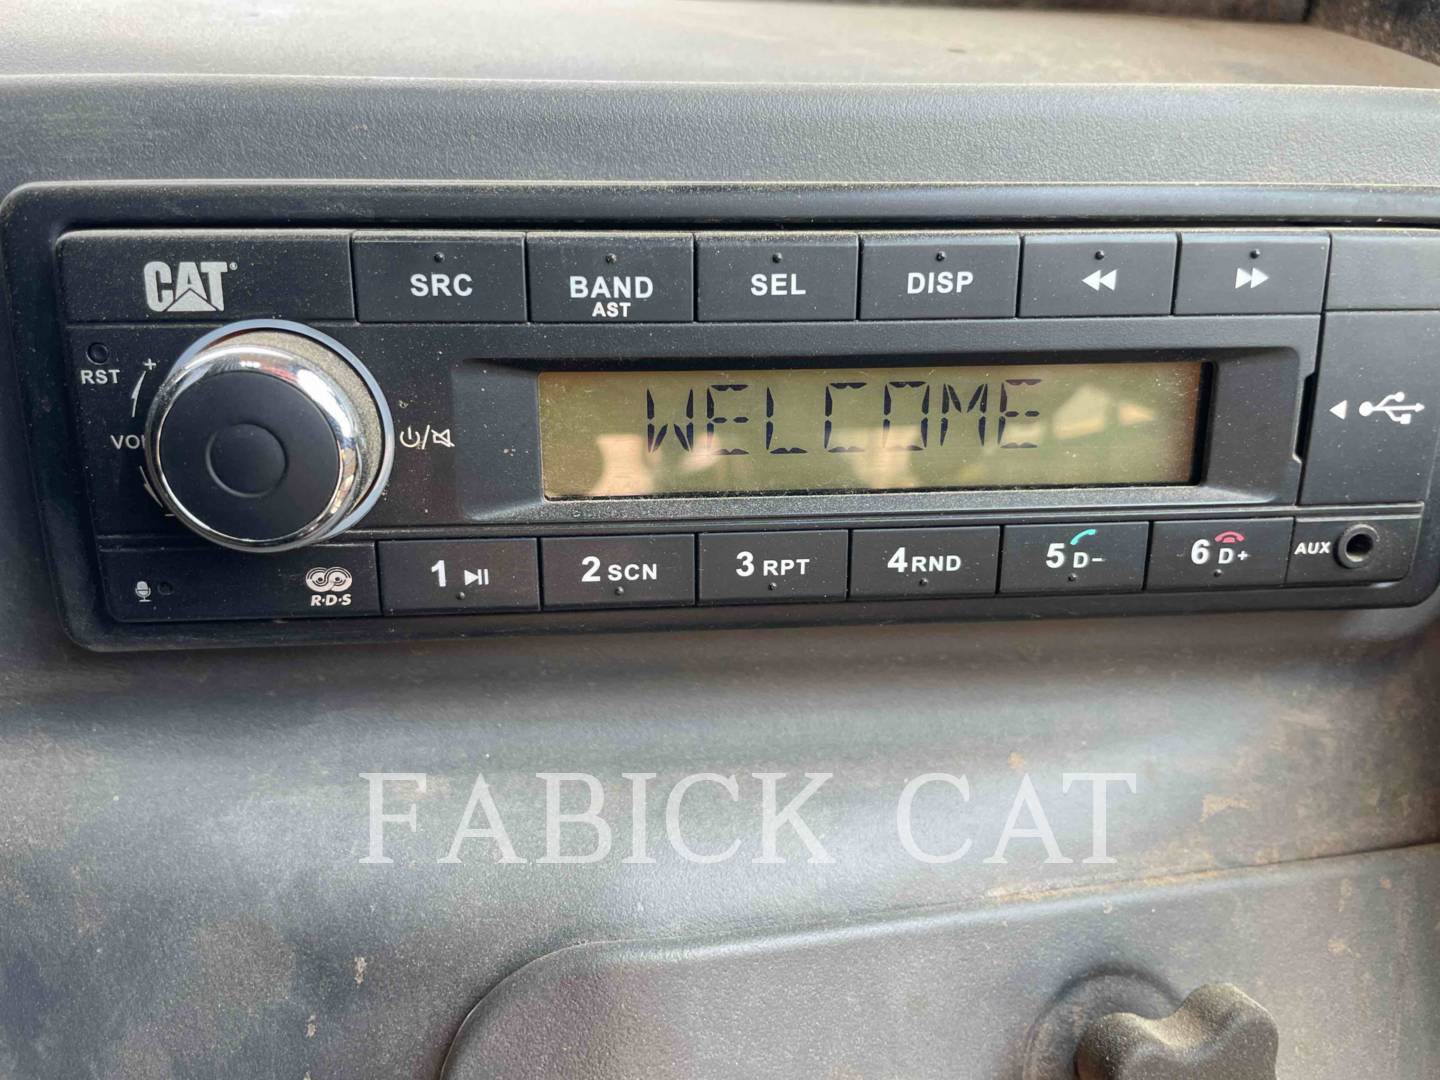 CAT®
SRC
BAND
AST
SEL
DISP
RST
+
VOL
WELCOME
R·D·S
1
2 SCN
3 RPT
4 RND
5 D-
6 D+
AUX
FABICK CAT